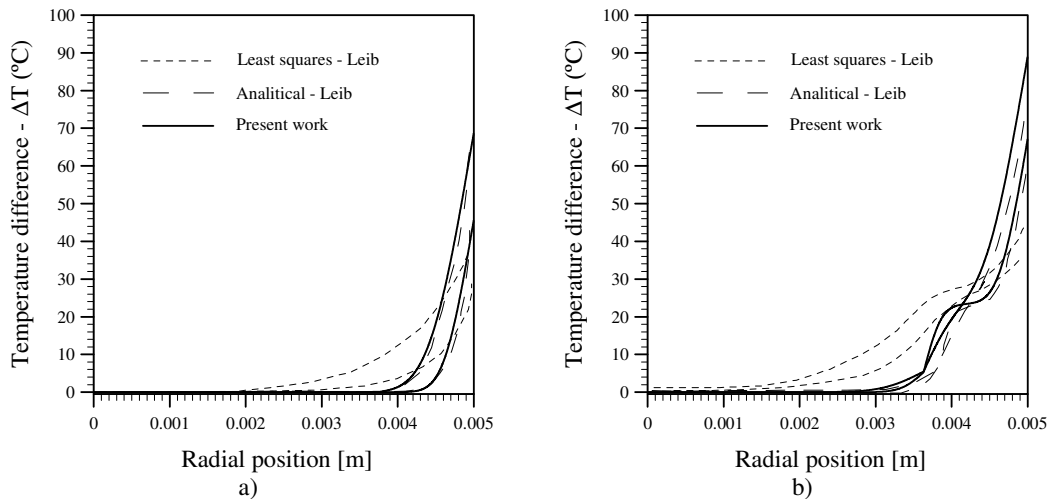 100
90
80
70
60
50
40
30
20
10
0
Temperature difference - ΔT (ºC)
Least squares - Leib
Analitical - Leib
Present work
0
0.001
0.002
0.003
0.004
0.005
Radial position [m]
a)
100
90
80
70
60
50
40
30
20
10
0
Temperature difference - ΔT (ºC)
Least squares - Leib
Analitical - Leib
Present work
0
0.001
0.002
0.003
0.004
0.005
Radial position [m]
b)